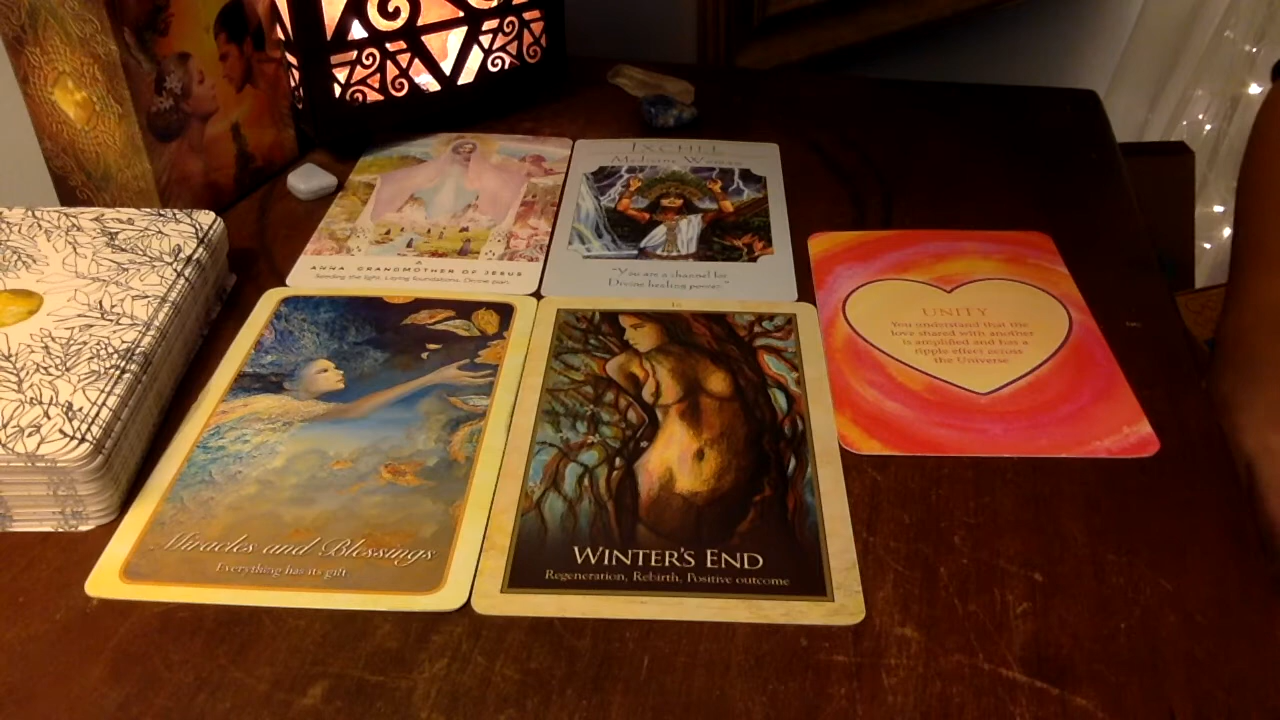 ANNA, GRANDMOTHER OF JESUS
Seeding the light. Laying foundations. Divine plan.
IXCHEL
Medicine Woman
"You are a channel for
Divine healing power."
UNITY
You understand that the
love shared with another
is amplified and has a
ripple effect across
the Universe
Miracles and Blessings
Everything has its gift
16
WINTER'S END
Regeneration, Rebirth, Positive outcome